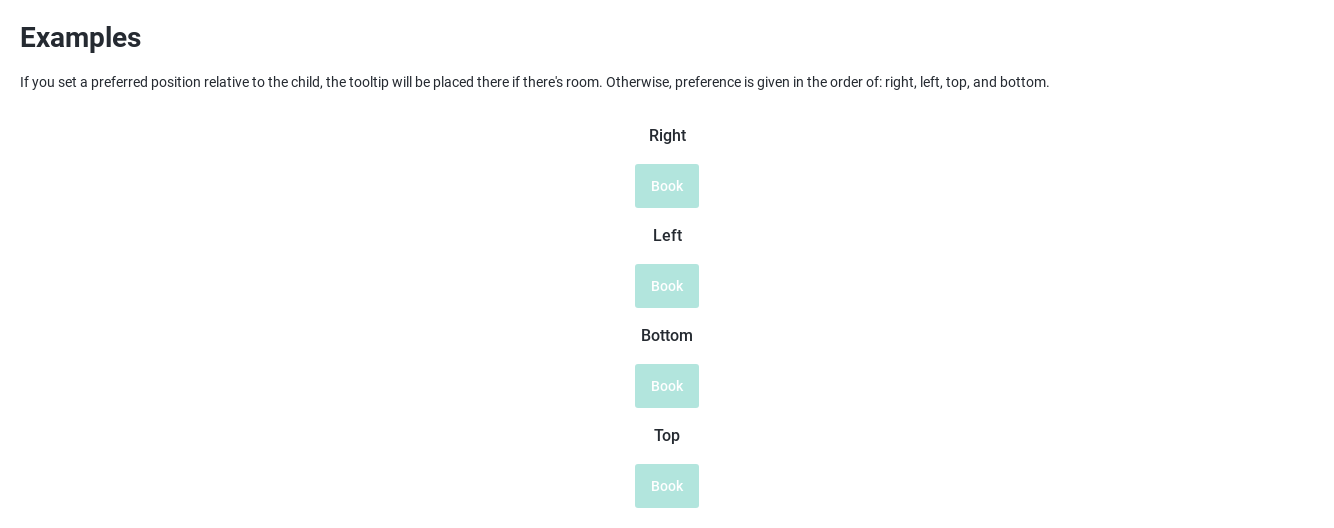 Examples
If you set a preferred position relative to the child, the tooltip will be placed there if there's room. Otherwise, preference is given in the order of: right, left, top, and bottom.
Right
Book
Left
Book
Bottom
Book
Top
Book